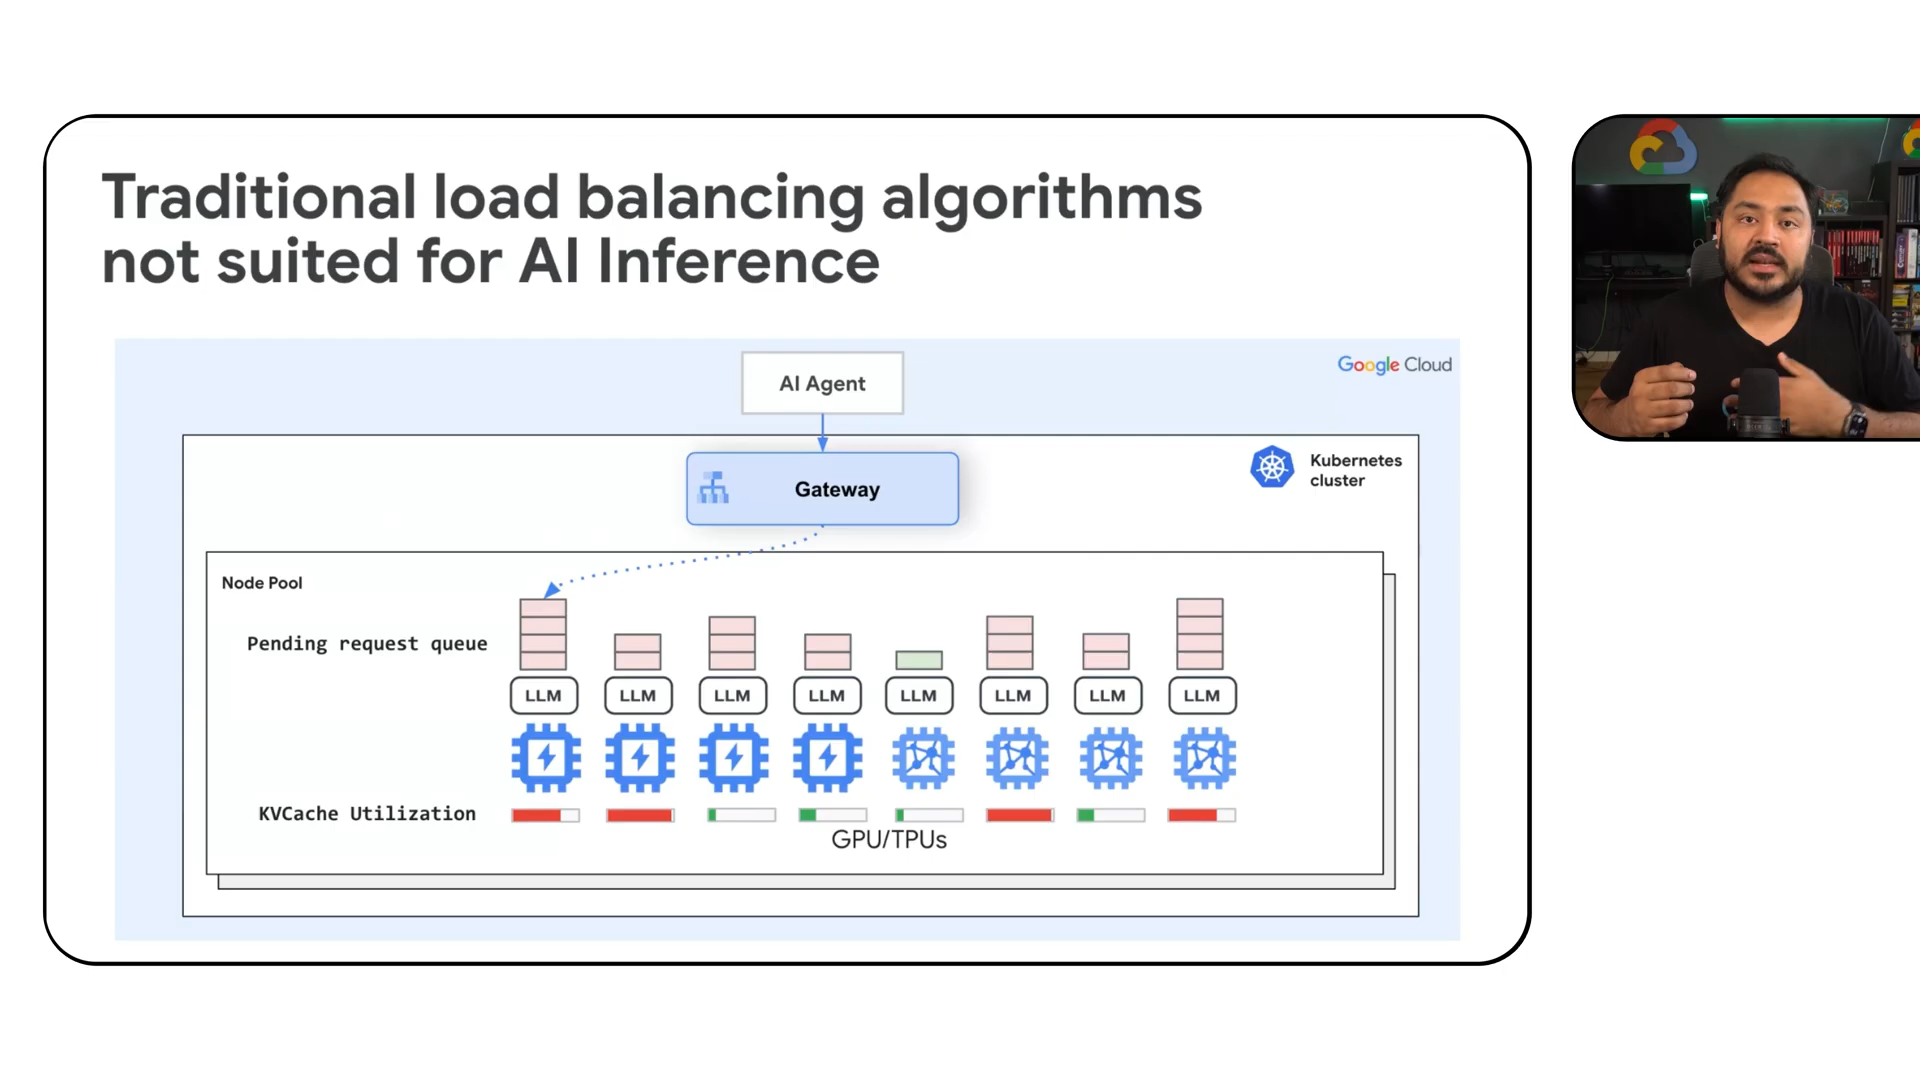 Traditional load balancing algorithms
not suited for AI Inference
Google Cloud
AI Agent
Gateway
Kubernetes
cluster
Node Pool
Pending request queue
LLM
LLM
LLM
LLM
LLM
LLM
LLM
LLM
KVCache Utilization
GPU/TPUs